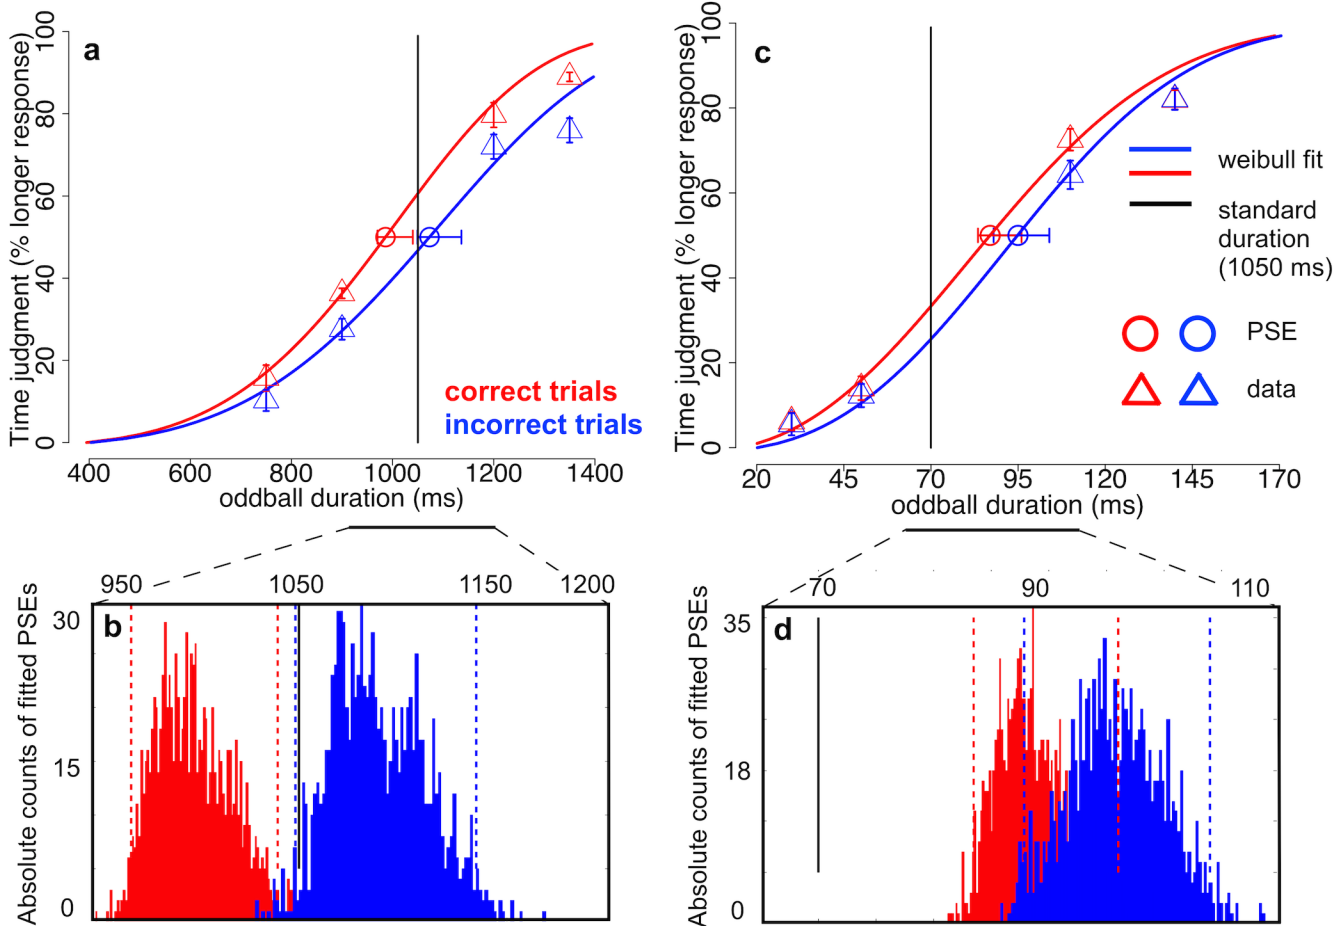 a
Time judgment (% longer response)
100
80
60
40
20
0
correct trials
incorrect trials
400 600 800 1000 1200 1400
oddball duration (ms)
c
Time judgment (% longer response)
100
80
60
40
20
0
weibull fit
standard
duration
(1050 ms)
PSE
data
20 45 70 95 120 145 170
oddball duration (ms)
950 1050 1150 1200
b
Absolute counts of fitted PSEs
30
15
0
70 90 110
d
Absolute counts of fitted PSEs
35
18
0